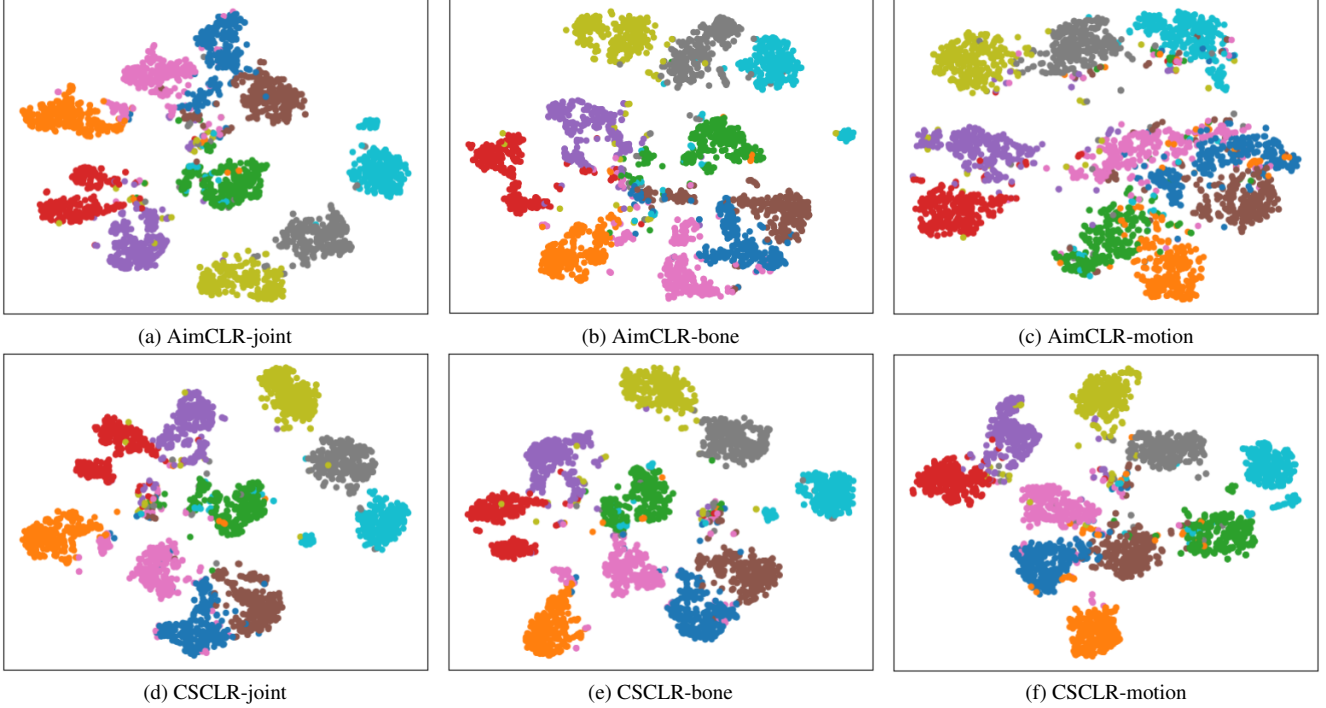 (a) AimCLR-joint
(b) AimCLR-bone
(c) AimCLR-motion
(d) CSCLR-joint
(e) CSCLR-bone
(f) CSCLR-motion